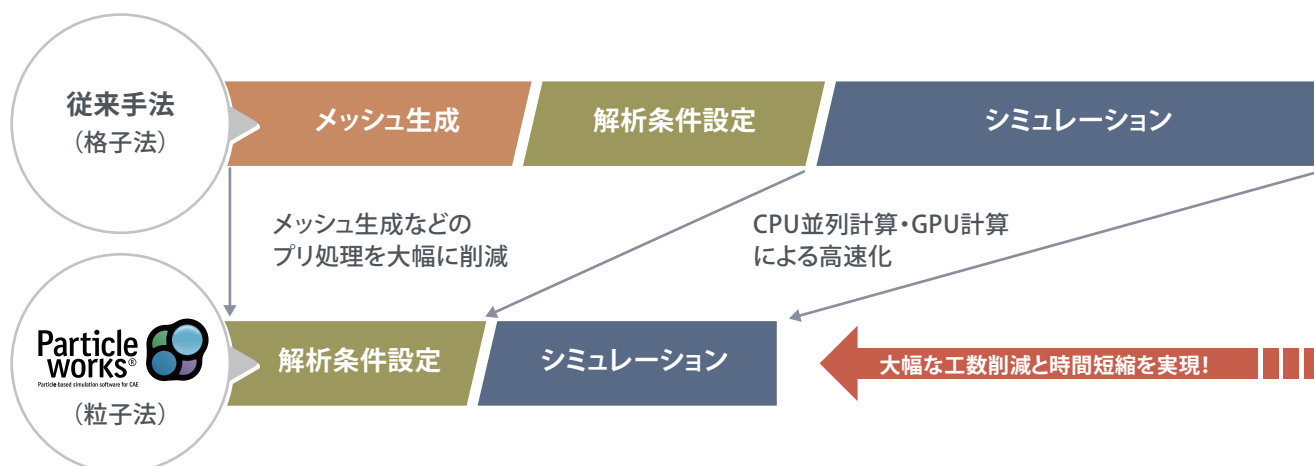 従来手法
（格子法）
メッシュ生成
解析条件設定
シミュレーション
メッシュ生成などの
プリ処理を大幅に削減
CPU並列計算・GPU計算
による高速化
Particle
works®
Particle-based simulation software for CAE
（粒子法）
解析条件設定
シミュレーション
大幅な工数削減と時間短縮を実現！